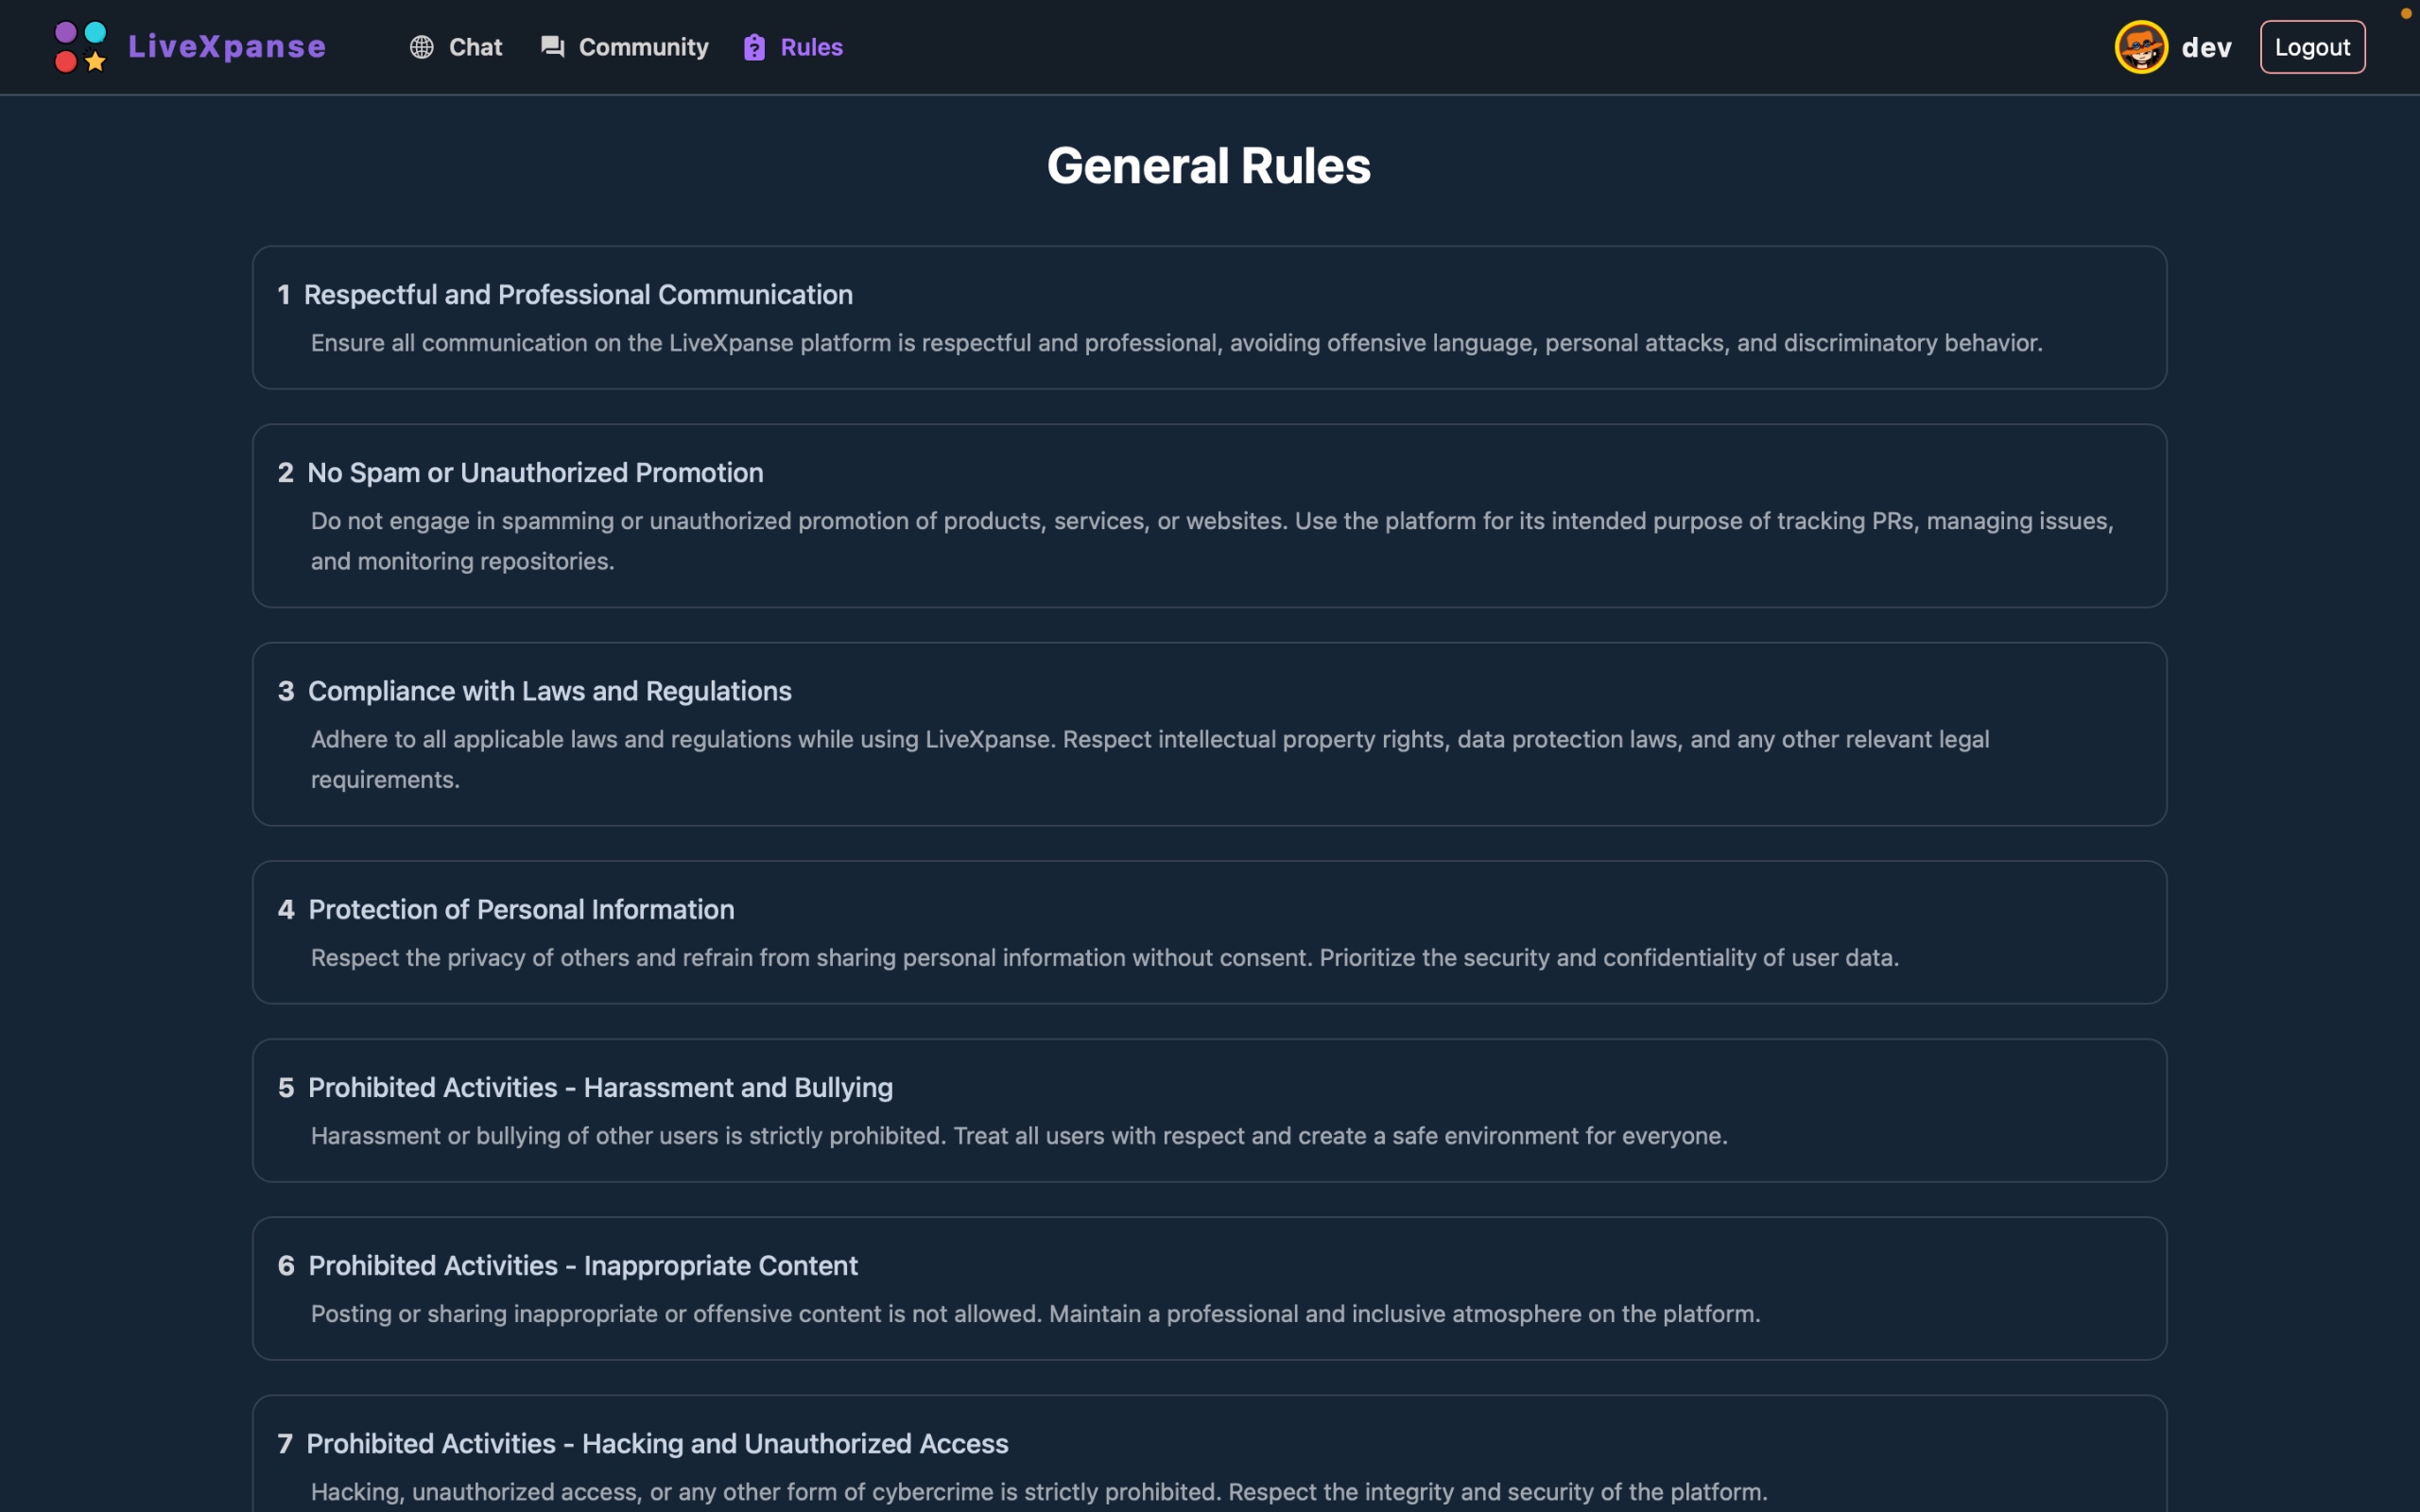 LiveXpanse
Chat
Community
Rules
dev
Logout
General Rules
1 Respectful and Professional Communication
Ensure all communication on the LiveXpanse platform is respectful and professional, avoiding offensive language, personal attacks, and discriminatory behavior.
2 No Spam or Unauthorized Promotion
Do not engage in spamming or unauthorized promotion of products, services, or websites. Use the platform for its intended purpose of tracking PRs, managing issues,
and monitoring repositories.
3 Compliance with Laws and Regulations
Adhere to all applicable laws and regulations while using LiveXpanse. Respect intellectual property rights, data protection laws, and any other relevant legal
requirements.
4 Protection of Personal Information
Respect the privacy of others and refrain from sharing personal information without consent. Prioritize the security and confidentiality of user data.
5 Prohibited Activities - Harassment and Bullying
Harassment or bullying of other users is strictly prohibited. Treat all users with respect and create a safe environment for everyone.
6 Prohibited Activities - Inappropriate Content
Posting or sharing inappropriate or offensive content is not allowed. Maintain a professional and inclusive atmosphere on the platform.
7 Prohibited Activities - Hacking and Unauthorized Access
Hacking, unauthorized access, or any other form of cybercrime is strictly prohibited. Respect the integrity and security of the platform.